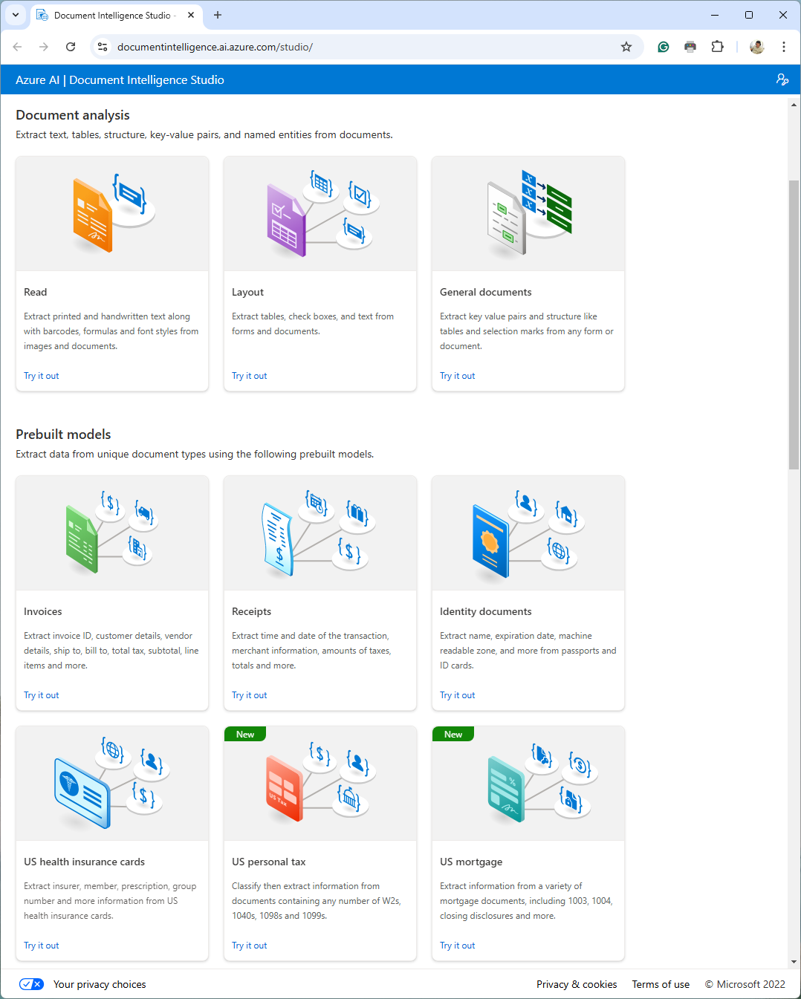 Document Intelligence Studio -
documentintelligence.ai.azure.com/studio/
Azure AI | Document Intelligence Studio
Document analysis
Extract text, tables, structure, key-value pairs, and named entities from documents.
Read
Extract printed and handwritten text along
with barcodes, formulas and font styles from
images and documents.
Try it out
Layout
Extract tables, check boxes, and text from
forms and documents.
Try it out
General documents
Extract key value pairs and structure like
tables and selection marks from any form or
document.
Try it out
Prebuilt models
Extract data from unique document types using the following prebuilt models.
Invoices
Extract invoice ID, customer details, vendor
details, ship to, bill to, total tax, subtotal, line
items and more.
Try it out
Receipts
Extract time and date of the transaction,
merchant information, amounts of taxes,
totals and more.
Try it out
Identity documents
Extract name, expiration date, machine
readable zone, and more from passports and
ID cards.
Try it out
US health insurance cards
Extract insurer, member, prescription, group
number and more information from US
health insurance cards.
Try it out
New
US Tax
US personal tax
Classify then extract information from
documents containing any number of W2s,
1040s, 1098s and 1099s.
Try it out
New
US mortgage
Extract information from a variety of
mortgage documents, including 1003, 1004,
closing disclosures and more.
Try it out
Your privacy choices
Privacy & cookies
Terms of use
© Microsoft 2022